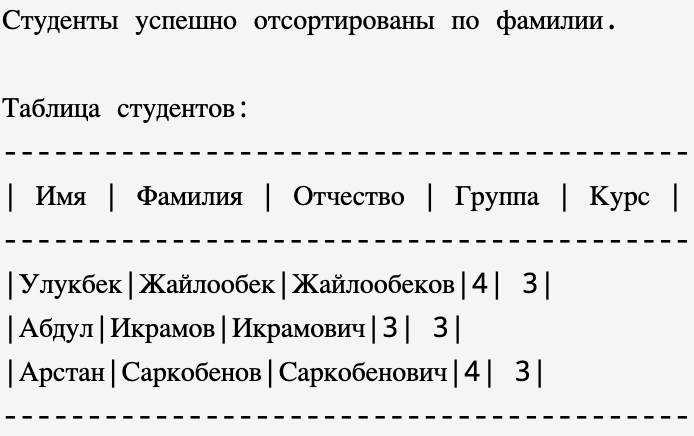 Студенты успешно отсортированы по фамилии.
Таблица студентов:
-----------------------------------------
| Имя | Фамилия | Отчество | Группа | Курс |
-----------------------------------------
|Улукбек|Жайлообек|Жайлообеков|4| 3|
|Абдул|Икрамов|Икрамович|3| 3|
|Арстан|Саркобенов|Саркобенович|4| 3|
-----------------------------------------